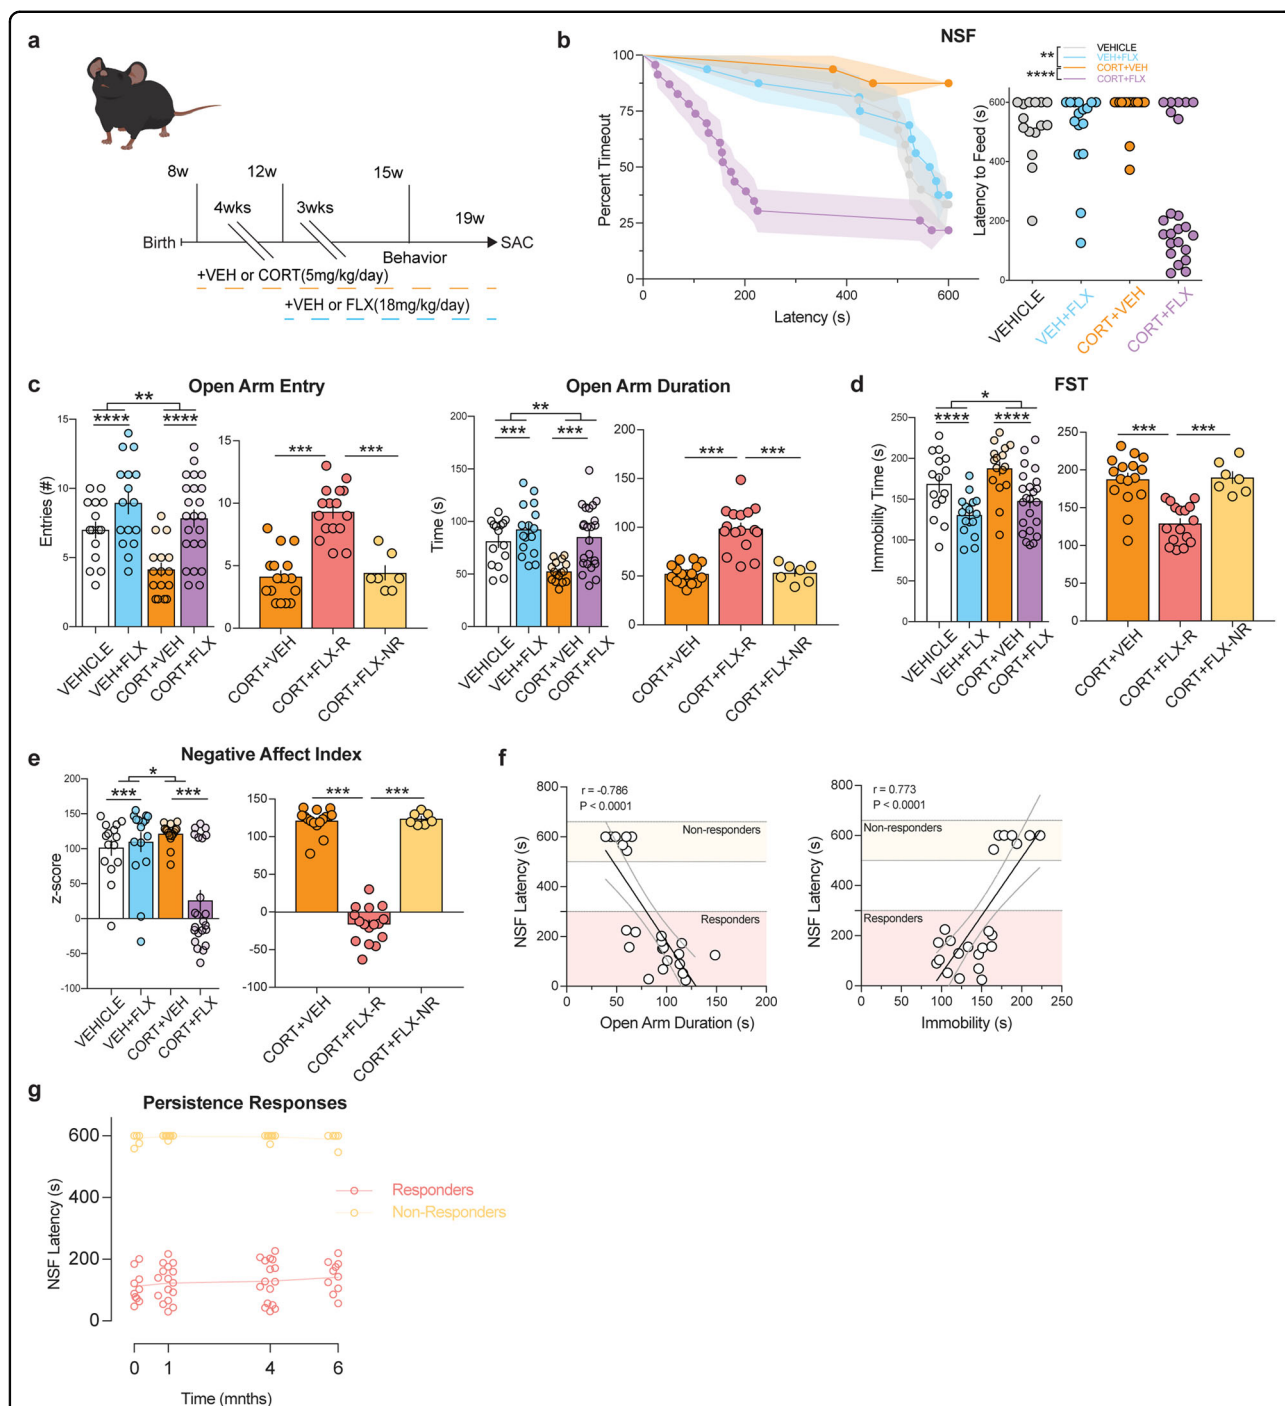 a
8w
12w
15w
19w
4wks
3wks
Birth
SAC
Behavior
+VEH or CORT(5mg/kg/day)
+VEH or FLX(18mg/kg/day)
b
NSF
Percent Timeout
100
75
50
25
0
0
200
400
600
Latency (s)
**
****
VEHICLE
VEH+FLX
CORT+VEH
CORT+FLX
Latency to Feed (s)
600
400
200
0
VEHICLE
VEH+FLX
CORT+VEH
CORT+FLX
c
Open Arm Entry
Entries (#)
15
10
5
0
**
****
****
VEHICLE
VEH+FLX
CORT+VEH
CORT+FLX
15
10
5
0
***
***
CORT+VEH
CORT+FLX-R
CORT+FLX-NR
Open Arm Duration
Time (s)
200
150
100
50
0
**
***
***
VEHICLE
VEH+FLX
CORT+VEH
CORT+FLX
200
150
100
50
0
***
***
CORT+VEH
CORT+FLX-R
CORT+FLX-NR
d
FST
Immobility Time (s)
250
200
150
100
50
0
*
****
****
VEHICLE
VEH+FLX
CORT+VEH
CORT+FLX
250
200
150
100
50
0
***
***
CORT+VEH
CORT+FLX-R
CORT+FLX-NR
e
Negative Affect Index
z-score
200
150
100
50
0
-50
-100
*
***
***
VEHICLE
VEH+FLX
CORT+VEH
CORT+FLX
150
100
50
0
-50
-100
***
***
CORT+VEH
CORT+FLX-R
CORT+FLX-NR
f
r = -0.786
P < 0.0001
Non-responders
Responders
NSF Latency (s)
800
600
400
200
0
0
50
100
150
200
Open Arm Duration (s)
r = 0.773
P < 0.0001
Non-responders
Responders
NSF Latency (s)
800
600
400
200
0
0
50
100
150
200
250
Immobility (s)
g
Persistence Responses
NSF Latency (s)
600
400
200
0
Responders
Non-Responders
0
1
4
6
Time (mnths)